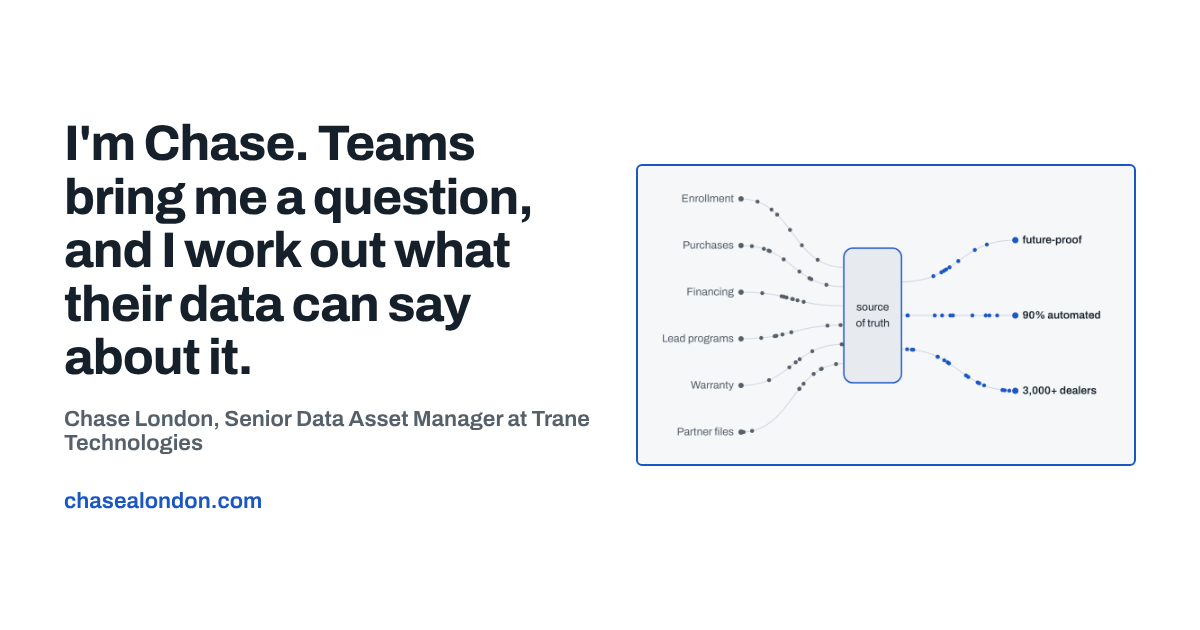 I'm Chase. Teams
bring me a question,
and I work out what
their data can say
about it.
Chase London, Senior Data Asset Manager at Trane
Technologies
chasealondon.com
Enrollment
Purchases
Financing
Lead programs
Warranty
Partner files
source
of truth
future-proof
90% automated
3,000+ dealers